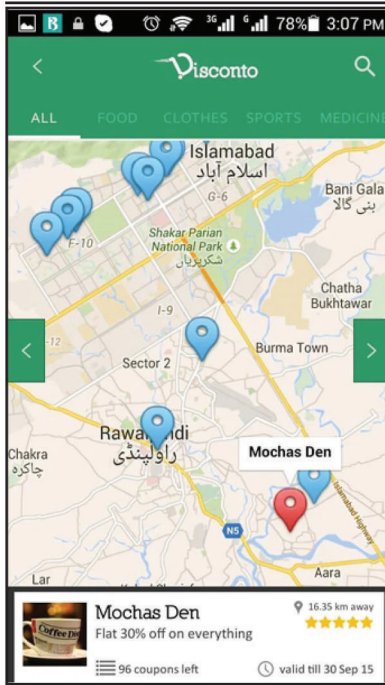 3G G 78% 3:07 PM
Disconto
ALL FOOD CLOTHES SPORTS MEDICINE
Islamabad
اسلام آباد
G-6
Bani Gala
بنی گالا
F-10
Shakar Parian
National Park
شکرپڑیاں
Chatha
Bukhtawar
I-9
-12
Sector 2
Burma Town
راولپنڈی
Chakra
چاکرہ
Mochas Den
Islamabad Highway
N5
Lar
Aara
Mochas Den
16.35 km away
Flat 30% off on everything
96 coupons left
valid till 30 Sep 15